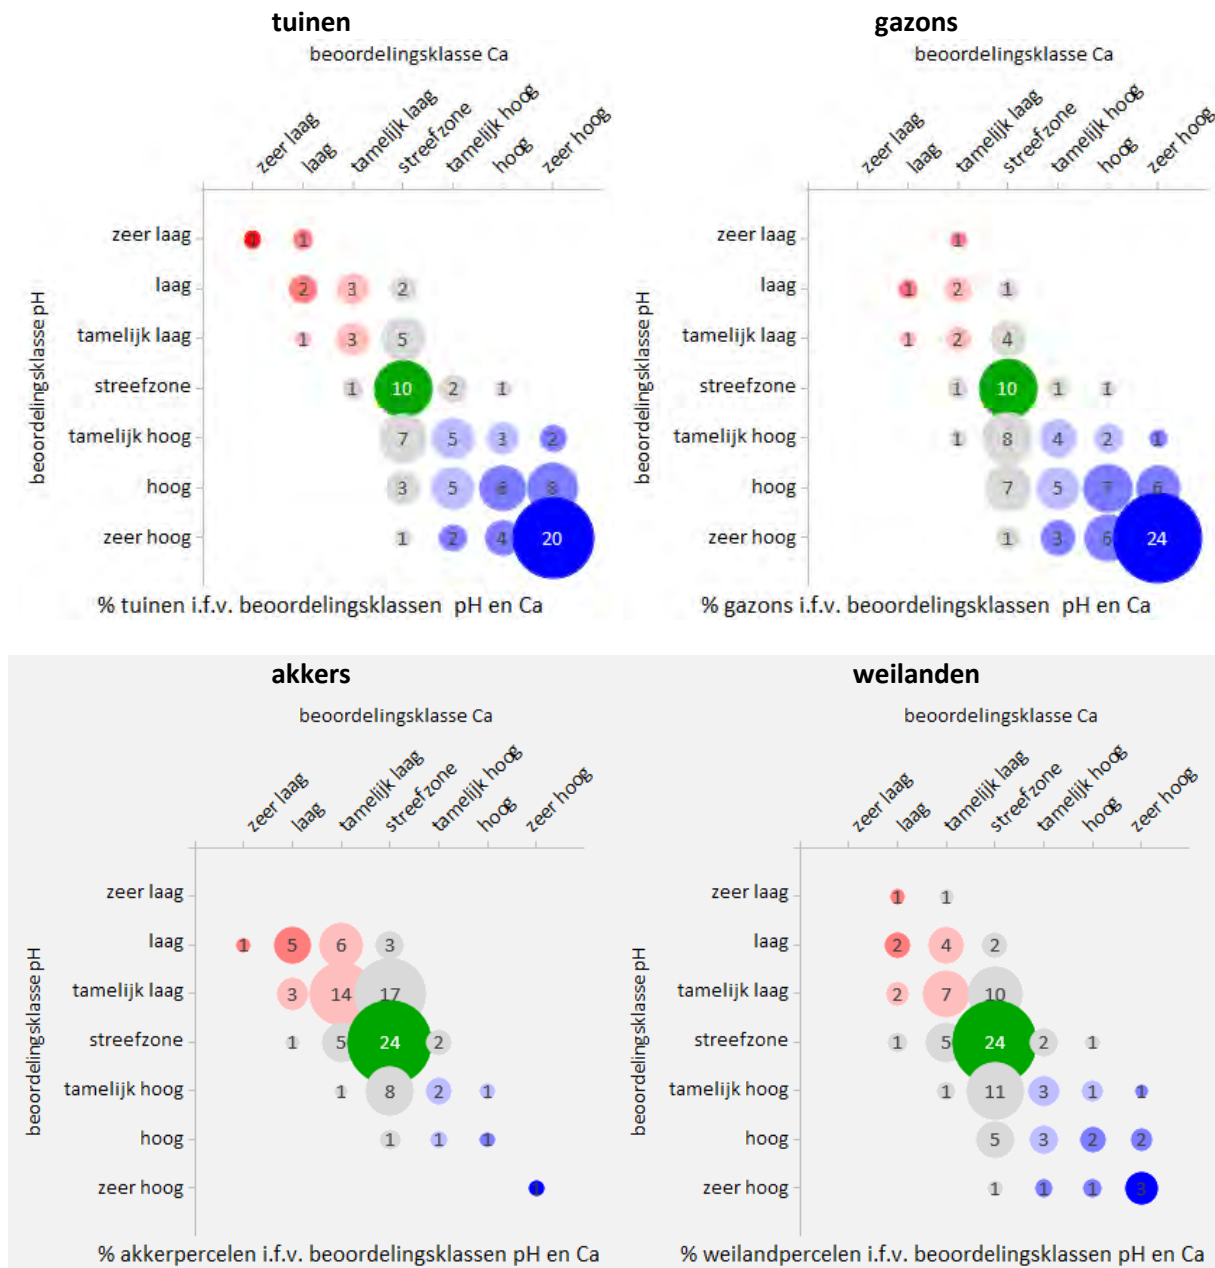 tuinen
beoordelingsklasse Ca
zeer laag
laag
tamelijk laag
streefzone
tamelijk hoog
hoog
zeer hoog
beoordelingsklasse pH
zeer laag 1 1
laag 2 3 2
tamelijk laag 1 3 5
streefzone 1 10 2 1
tamelijk hoog 7 5 3 2
hoog 3 5 6 8
zeer hoog 1 2 4 20
% tuinen i.f.v. beoordelingsklassen pH en Ca
gazons
beoordelingsklasse Ca
zeer laag
laag
tamelijk laag
streefzone
tamelijk hoog
hoog
zeer hoog
beoordelingsklasse pH
zeer laag 1
laag 1 2 1
tamelijk laag 1 2 4
streefzone 1 10 1 1
tamelijk hoog 1 8 4 2 1
hoog 7 5 7 6
zeer hoog 1 3 6 24
% gazons i.f.v. beoordelingsklassen pH en Ca
akkers
beoordelingsklasse Ca
zeer laag
laag
tamelijk laag
streefzone
tamelijk hoog
hoog
zeer hoog
beoordelingsklasse pH
zeer laag
laag 1 5 6 3
tamelijk laag 3 14 17
streefzone 1 5 24 2
tamelijk hoog 1 8 2 1
hoog 1 1 1
zeer hoog 1
% akkerpercelen i.f.v. beoordelingsklassen pH en Ca
weilanden
beoordelingsklasse Ca
zeer laag
laag
tamelijk laag
streefzone
tamelijk hoog
hoog
zeer hoog
beoordelingsklasse pH
zeer laag 1 1
laag 2 4 2
tamelijk laag 2 7 10
streefzone 1 5 24 2 1
tamelijk hoog 1 11 3 1 1
hoog 5 3 2 2
zeer hoog 1 1 1 3
% weilandpercelen i.f.v. beoordelingsklassen pH en Ca